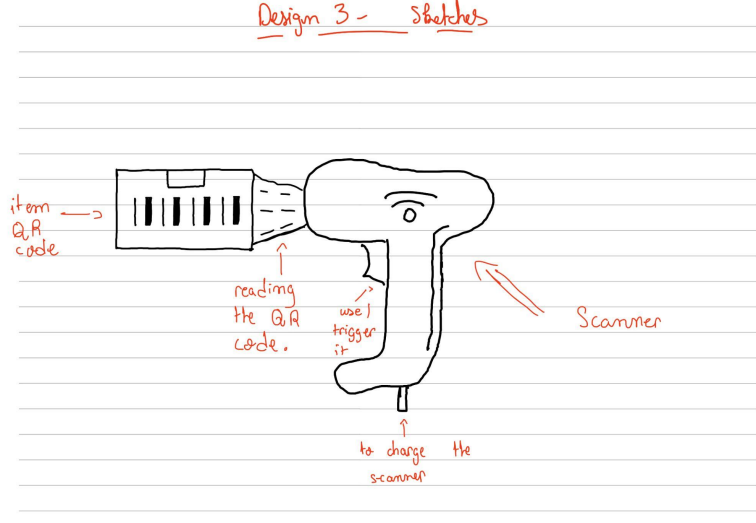 Design 3 - Sketches
item
QR
code
reading
the QR
code.
use/
trigger
it
Scanner
to charge the
scanner